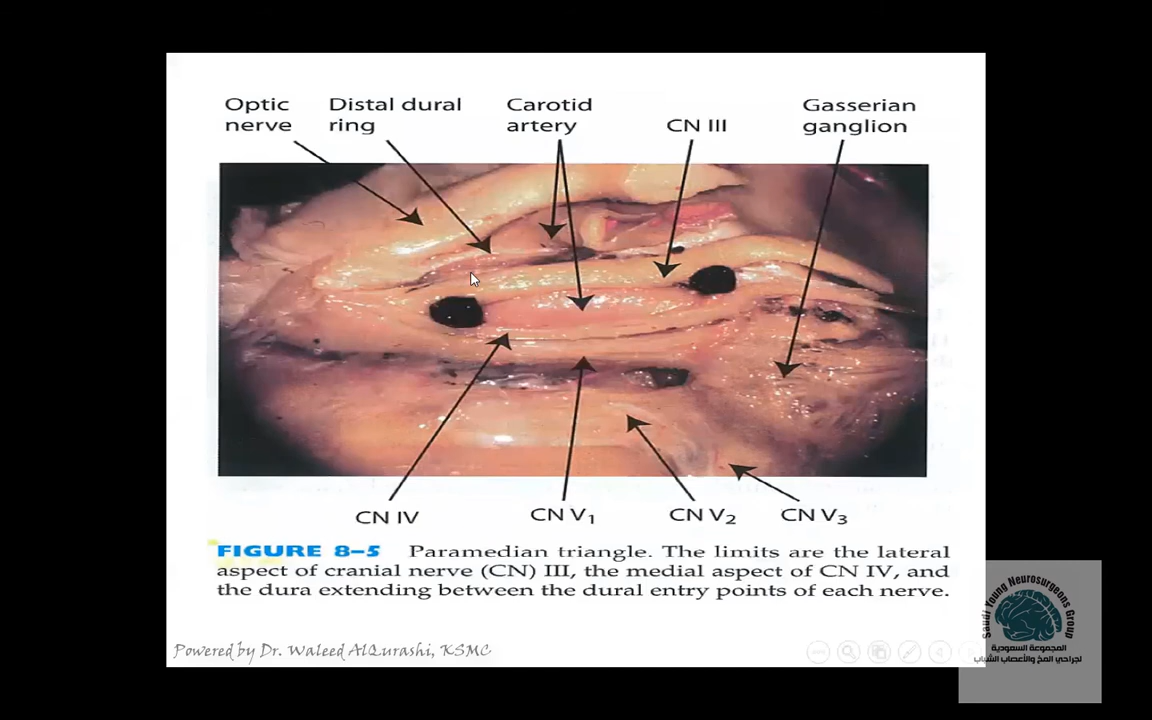 Optic nerve
Distal dural ring
Carotid artery
CN III
Gasserian ganglion
CN IV
CN V₁
CN V₂
CN V₃
FIGURE 8–5 Paramedian triangle. The limits are the lateral
aspect of cranial nerve (CN) III, the medial aspect of CN IV, and
the dura extending between the dural entry points of each nerve.
Powered by Dr. Waleed AlQurashi, KSMC
Saudi Young Neurosurgeons Group
المجموعة السعودية
لجراحي المخ والأعصاب الشباب